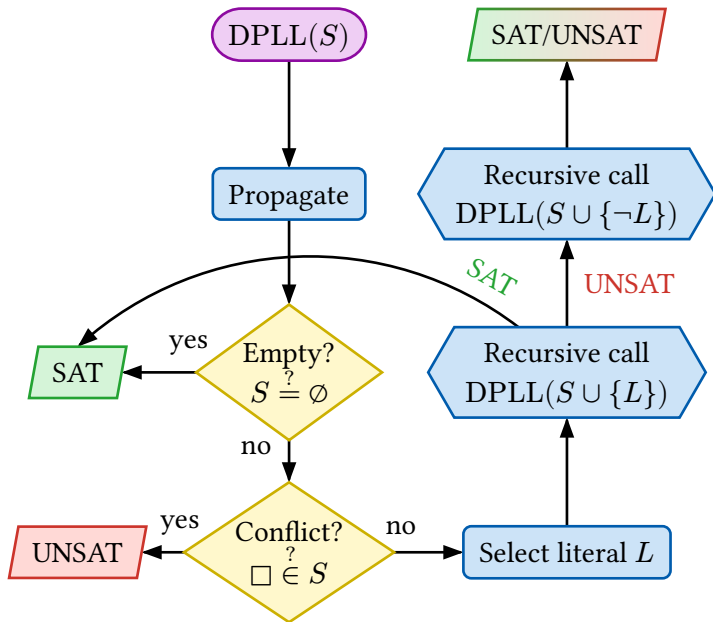 DPLL(S)
SAT/UNSAT
Propagate
Recursive call
DPLL(S ∪ {¬L})
SAT
UNSAT
yes
SAT
Empty?
S ≟ ∅
Recursive call
DPLL(S ∪ {L})
no
yes
UNSAT
Conflict?
?
□ ∈ S
no
Select literal L